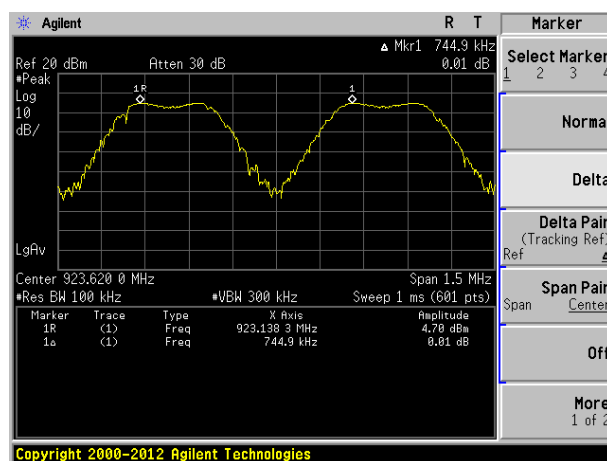 Agilent R T Marker
▵ Mkr1 744.9 kHz
Ref 20 dBm Atten 30 dB 0.01 dB
#Peak
Log
10
dB/
1R 1
LgAv
Center 923.620 0 MHz Span 1.5 MHz
#Res BW 100 kHz #VBW 300 kHz Sweep 1 ms (601 pts)
Marker Trace Type X Axis Amplitude
1R (1) Freq 923.138 3 MHz 4.70 dBm
1▵ (1) Freq 744.9 kHz 0.01 dB
Select Marker
1 2 3 4
Norma
Delta
Delta Pair
(Tracking Ref)
Ref ▵
Span Pair
Span Center
Off
More
1 of 2
Copyright 2000-2012 Agilent Technologies